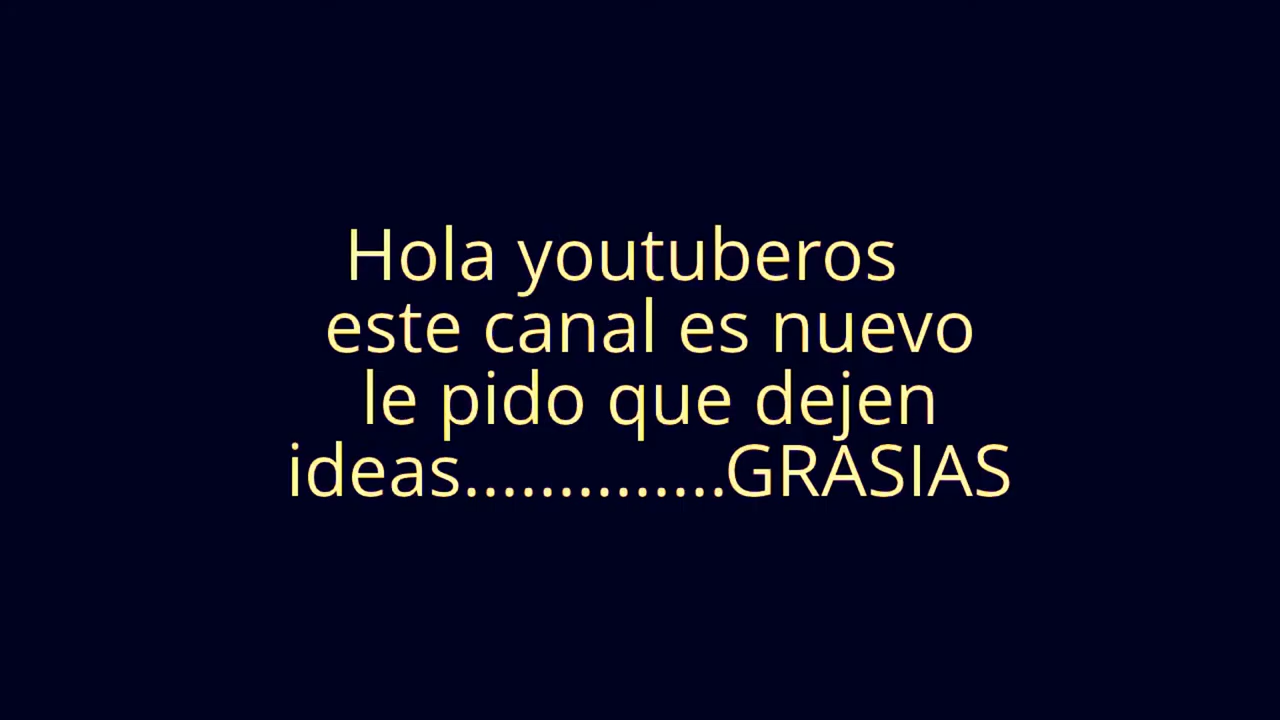 Hola youtuberos
este canal es nuevo
le pido que dejen
ideas..............GRASIAS